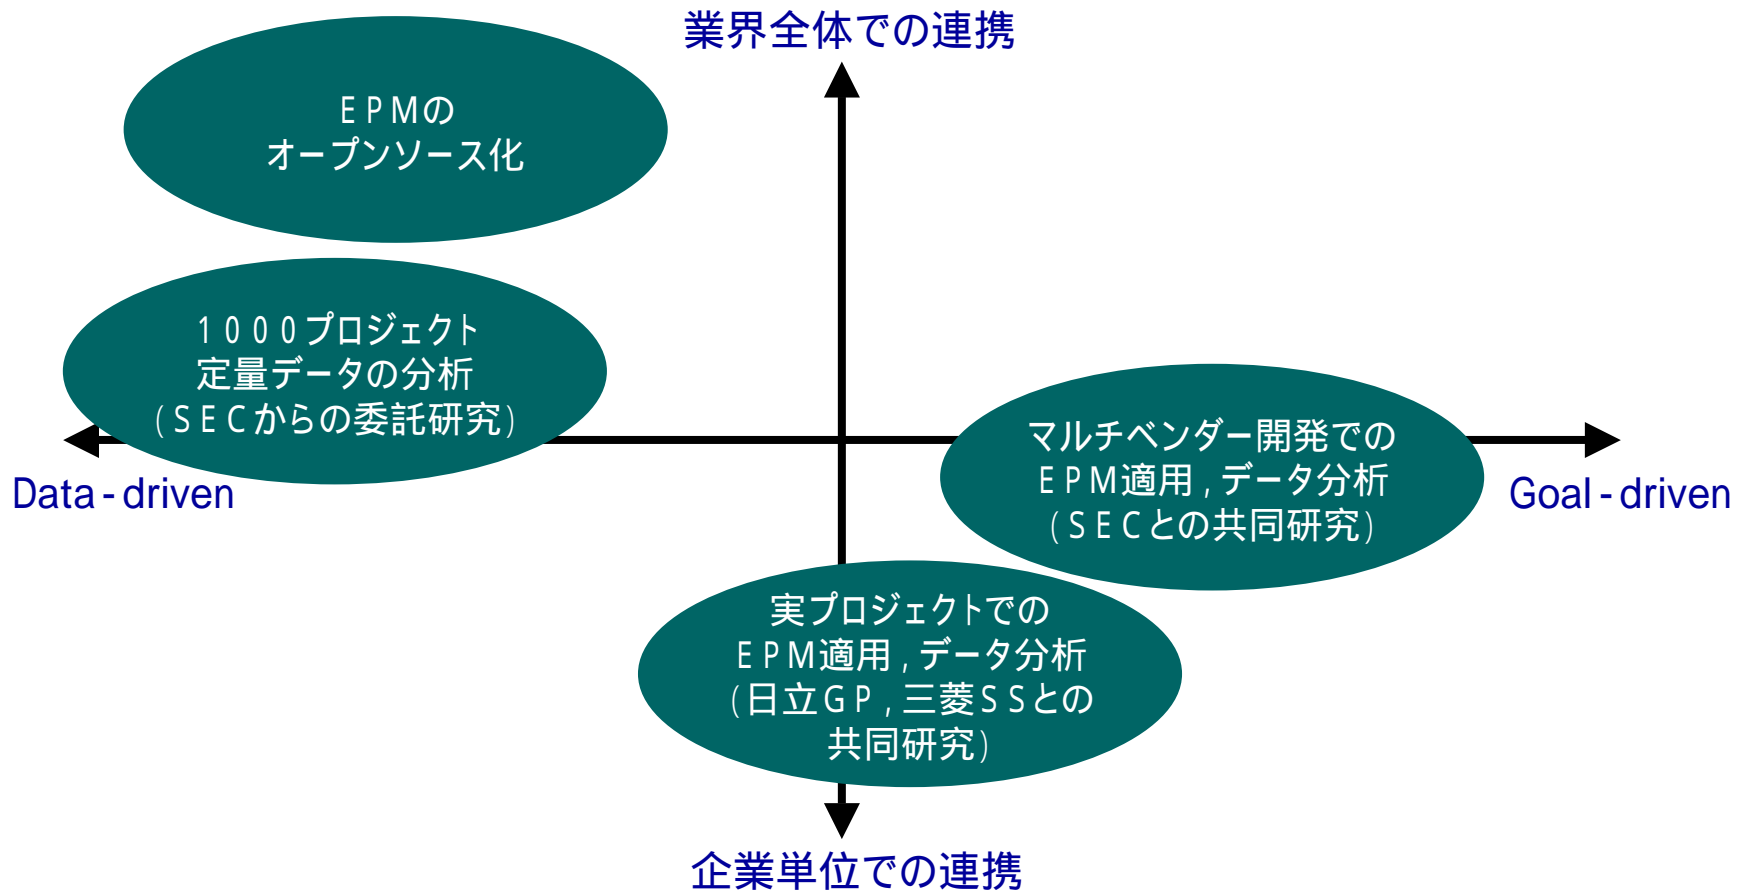 業界全体での連携
EPMの
オープンソース化
1000プロジェクト
定量データの分析
(SECからの委託研究)
Data-driven
マルチベンダー開発での
EPM適用,データ分析
(SECとの共同研究)
Goal-driven
実プロジェクトでの
EPM適用,データ分析
(日立GP,三菱SSとの
共同研究)
企業単位での連携